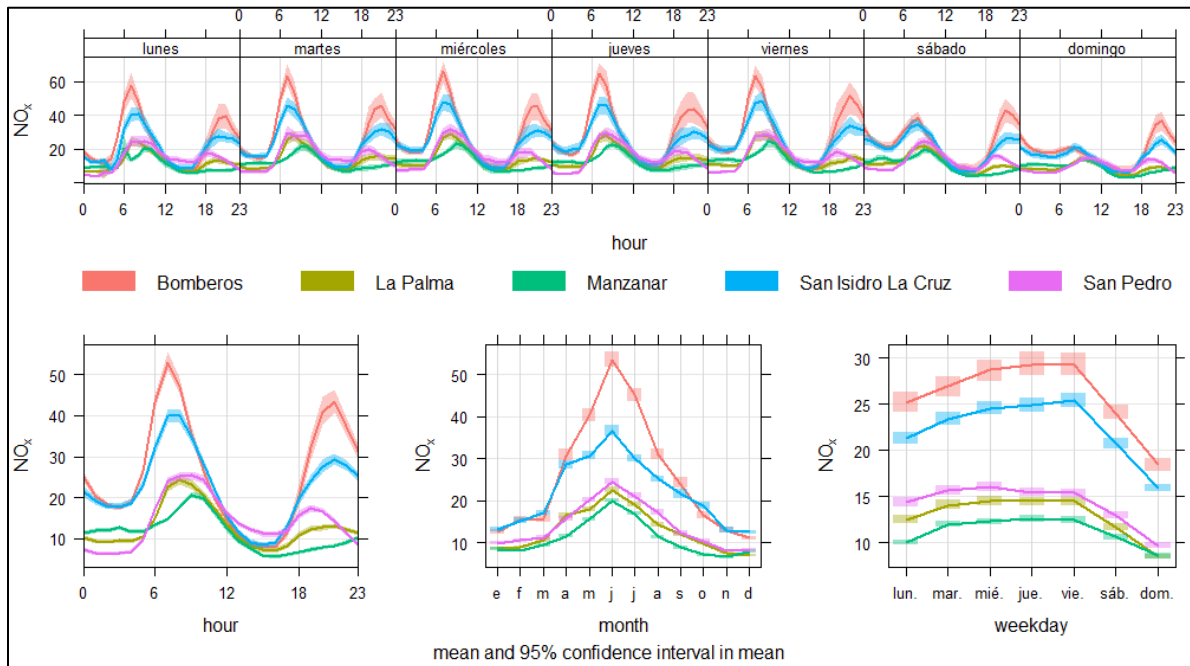 0 6 12 18 23 0 6 12 18 23 0 6 12 18 23
lunes martes miércoles jueves viernes sábado domingo
NOx
60
40
20
0 6 12 18 23 0 6 12 18 23 0 6 12 18 23 0 6 12 18 23
hour
Bomberos La Palma Manzanar San Isidro La Cruz San Pedro
NOx
50
40
30
20
10
0 6 12 18 23
hour
NOx
50
40
30
20
10
e f m a m j j a s o n d
month
NOx
30
25
20
15
10
lun. mar. mié. jue. vie. sáb. dom.
weekday
mean and 95% confidence interval in mean